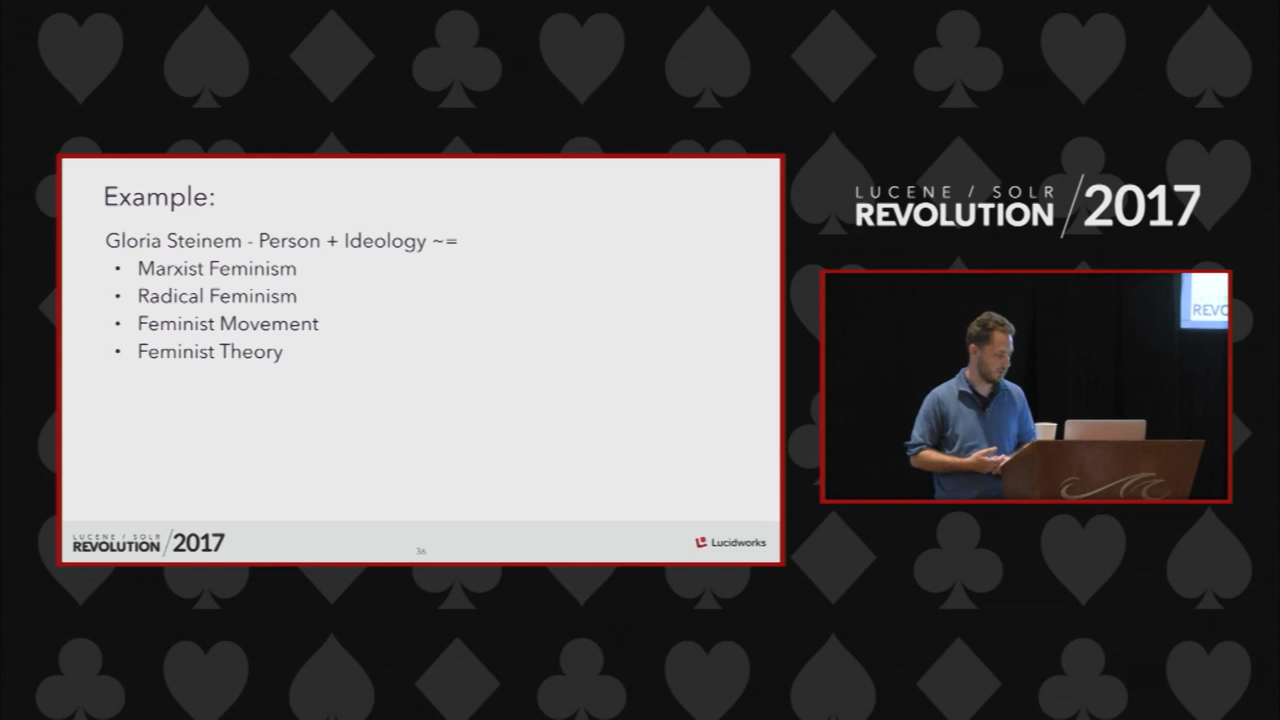 Example:
Gloria Steinem - Person + Ideology ~=
• Marxist Feminism
• Radical Feminism
• Feminist Movement
• Feminist Theory
LUCENE / SOLR
REVOLUTION / 2017
36
Lucidworks
LUCENE / SOLR
REVOLUTION / 2017
REVO